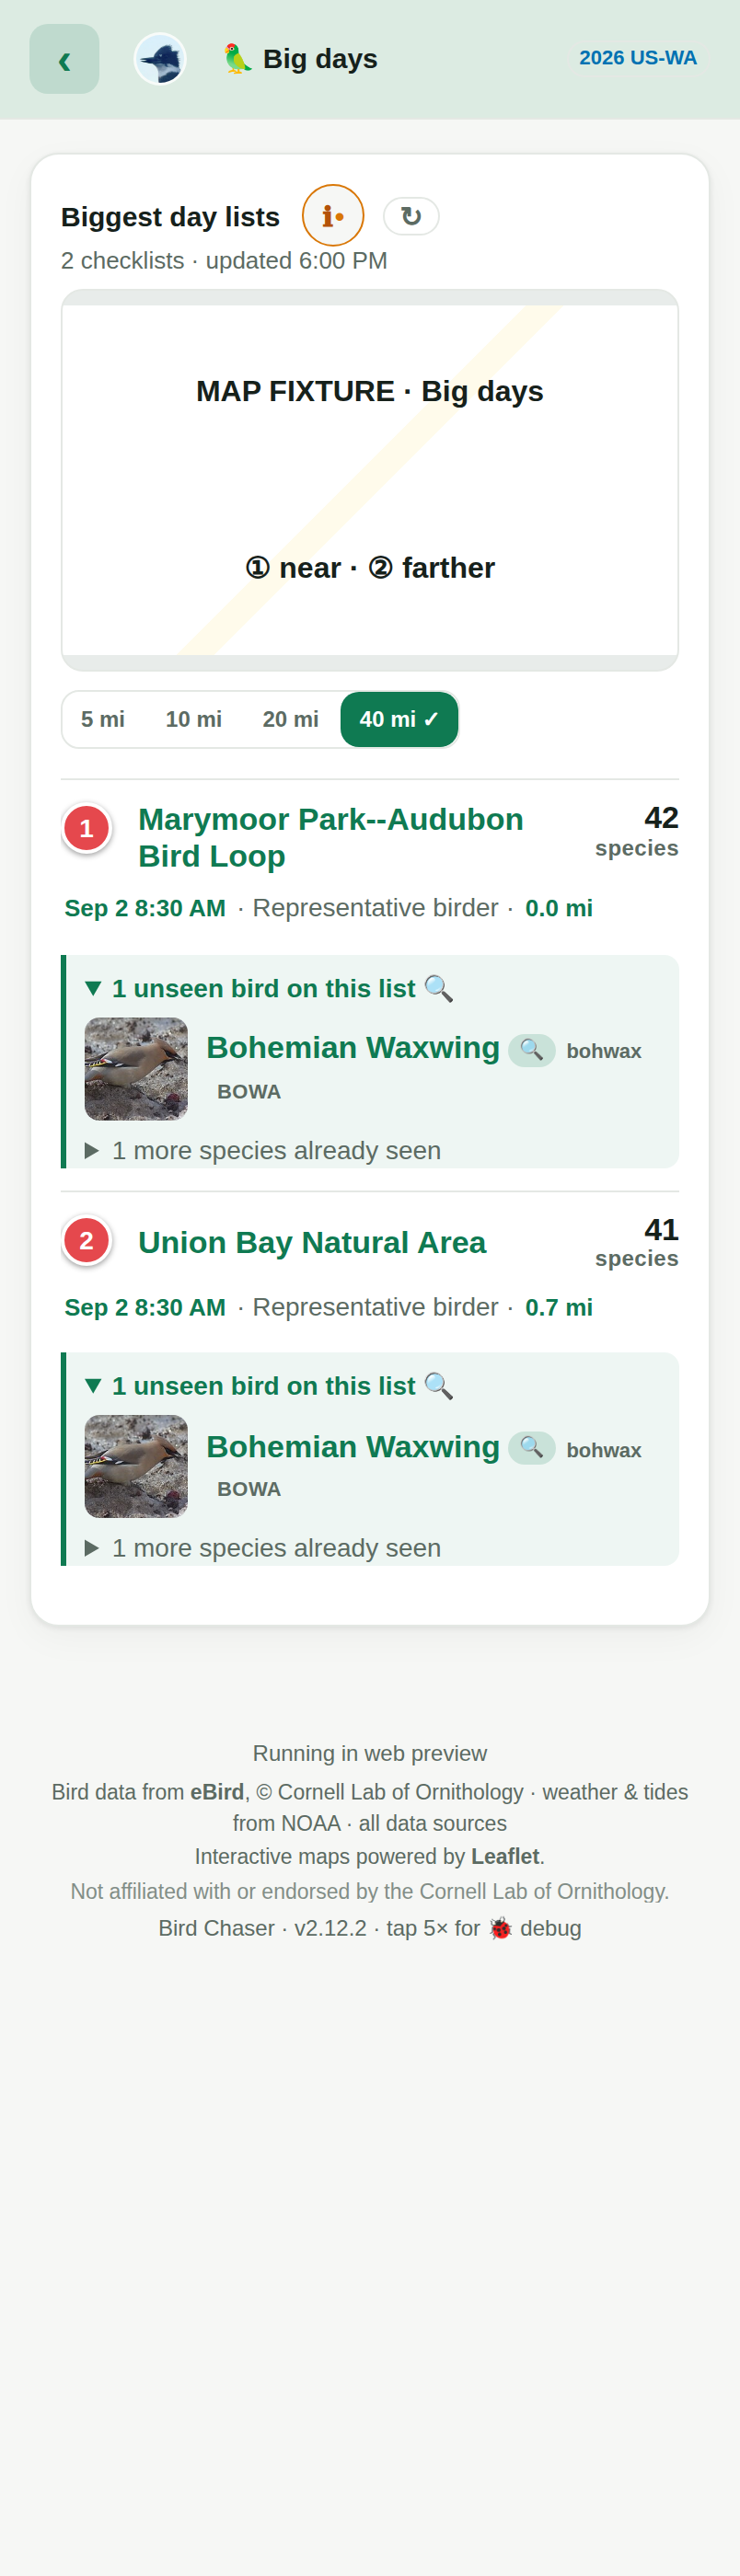 ‹ 🦜 Big days 2026 US-WA
Biggest day lists ℹ• ↻
2 checklists · updated 6:00 PM
MAP FIXTURE · Big days
① near · ② farther
5 mi 10 mi 20 mi 40 mi ✓
1 Marymoor Park--Audubon 42
Bird Loop species
Sep 2 8:30 AM · Representative birder · 0.0 mi
▼ 1 unseen bird on this list 🔍
Bohemian Waxwing 🔍 bohwax
BOWA
▶ 1 more species already seen
2 Union Bay Natural Area 41
species
Sep 2 8:30 AM · Representative birder · 0.7 mi
▼ 1 unseen bird on this list 🔍
Bohemian Waxwing 🔍 bohwax
BOWA
▶ 1 more species already seen
Running in web preview
Bird data from eBird, © Cornell Lab of Ornithology · weather & tides
from NOAA · all data sources
Interactive maps powered by Leaflet.
Not affiliated with or endorsed by the Cornell Lab of Ornithology.
Bird Chaser · v2.12.2 · tap 5× for 🐞 debug